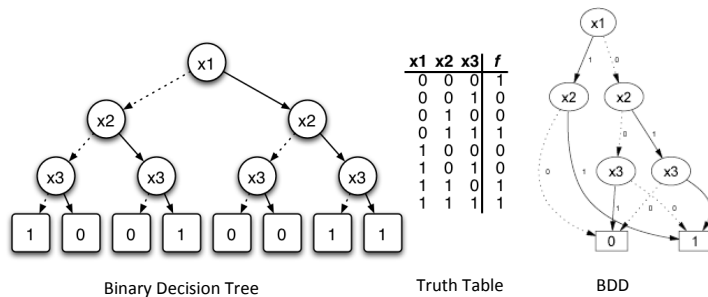 x1
x2 x2
x3 x3 x3 x3
1 0 0 1 0 0 1 1
Binary Decision Tree
x1 x2 x3 f
0 0 0 1
0 0 1 0
0 1 0 0
0 1 1 1
1 0 0 0
1 0 1 0
1 1 0 1
1 1 1 1
Truth Table
x1
1 0
x2 x2
0 1
x3 x3
0 1
1 0 0 1
0 1
BDD